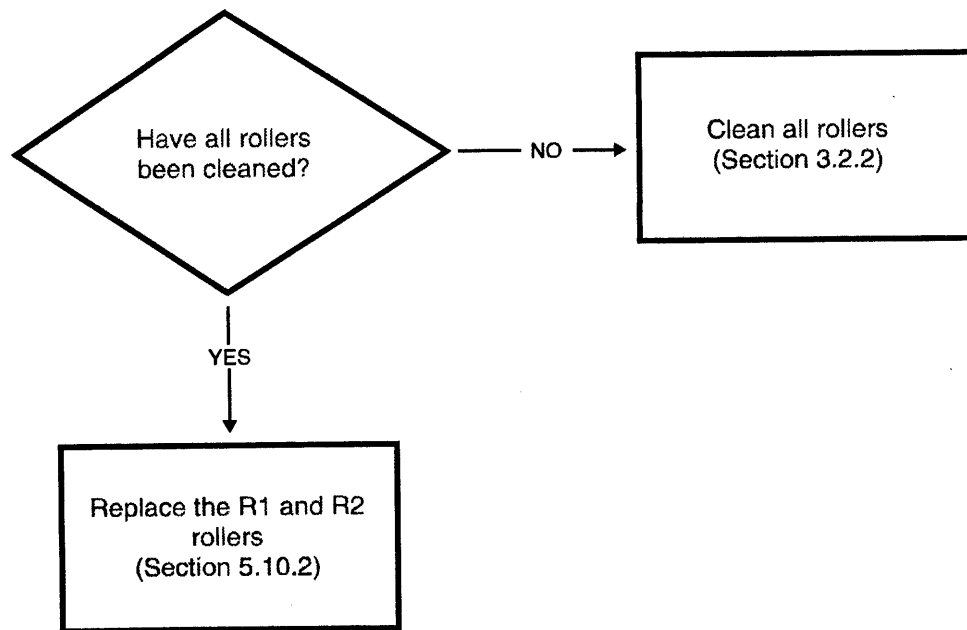 Have all rollers
been cleaned?
NO
Clean all rollers
(Section 3.2.2)
YES
Replace the R1 and R2
rollers
(Section 5.10.2)